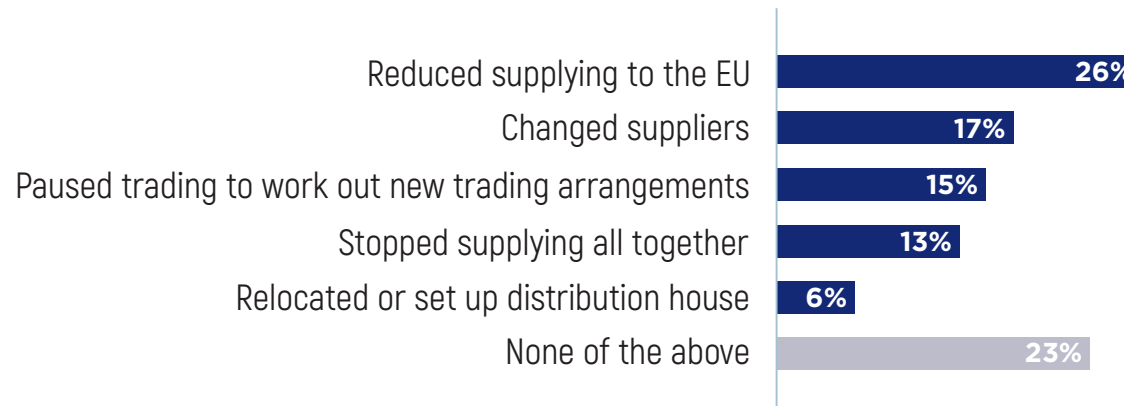 Reduced supplying to the EU 26%
Changed suppliers 17%
Paused trading to work out new trading arrangements 15%
Stopped supplying all together 13%
Relocated or set up distribution house 6%
None of the above 23%